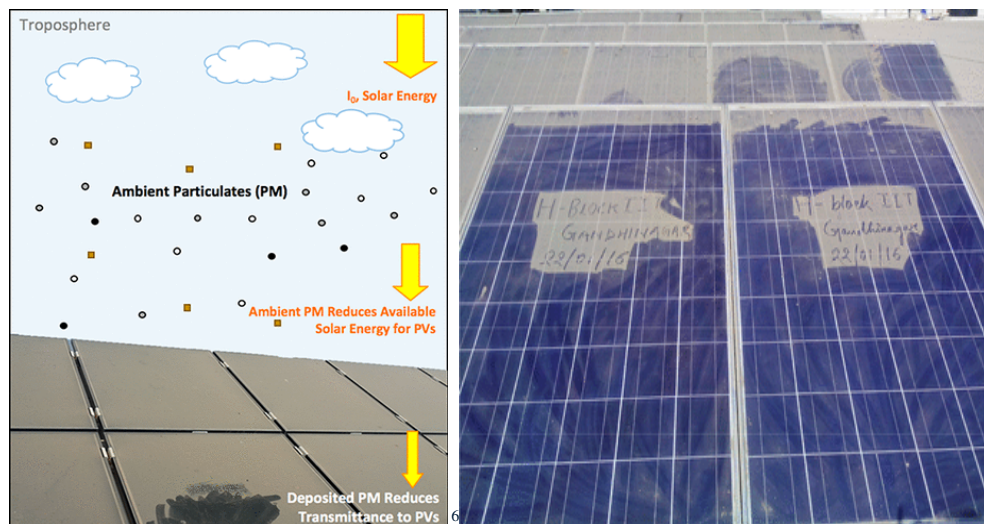 Troposphere
I₀, Solar Energy
Ambient Particulates (PM)
Ambient PM Reduces Available
Solar Energy for PVs
Deposited PM Reduces
Transmittance to PVs
6
H-BLOCK IIT
GANDHINAGAR
22/01/16
H-block IIT
Gandhinagar
22/01/16